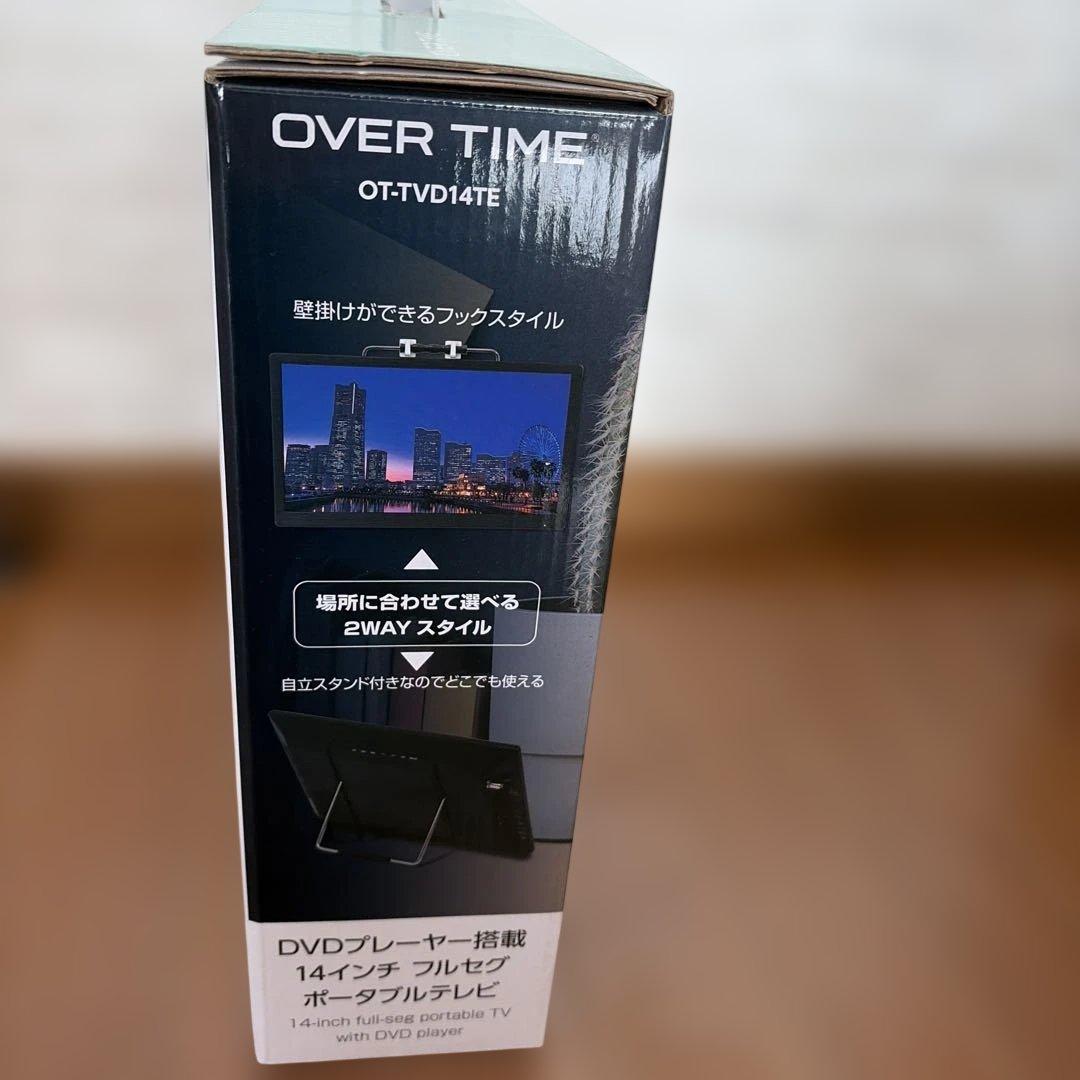 OVER TIME®
OT-TVD14TE
壁掛けができるフックスタイル
場所に合わせて選べる
2WAY スタイル
自立スタンド付きなのでどこでも使える
DVDプレーヤー搭載
14インチ フルセグ
ポータブルテレビ
14-inch full-seg portable TV
with DVD player